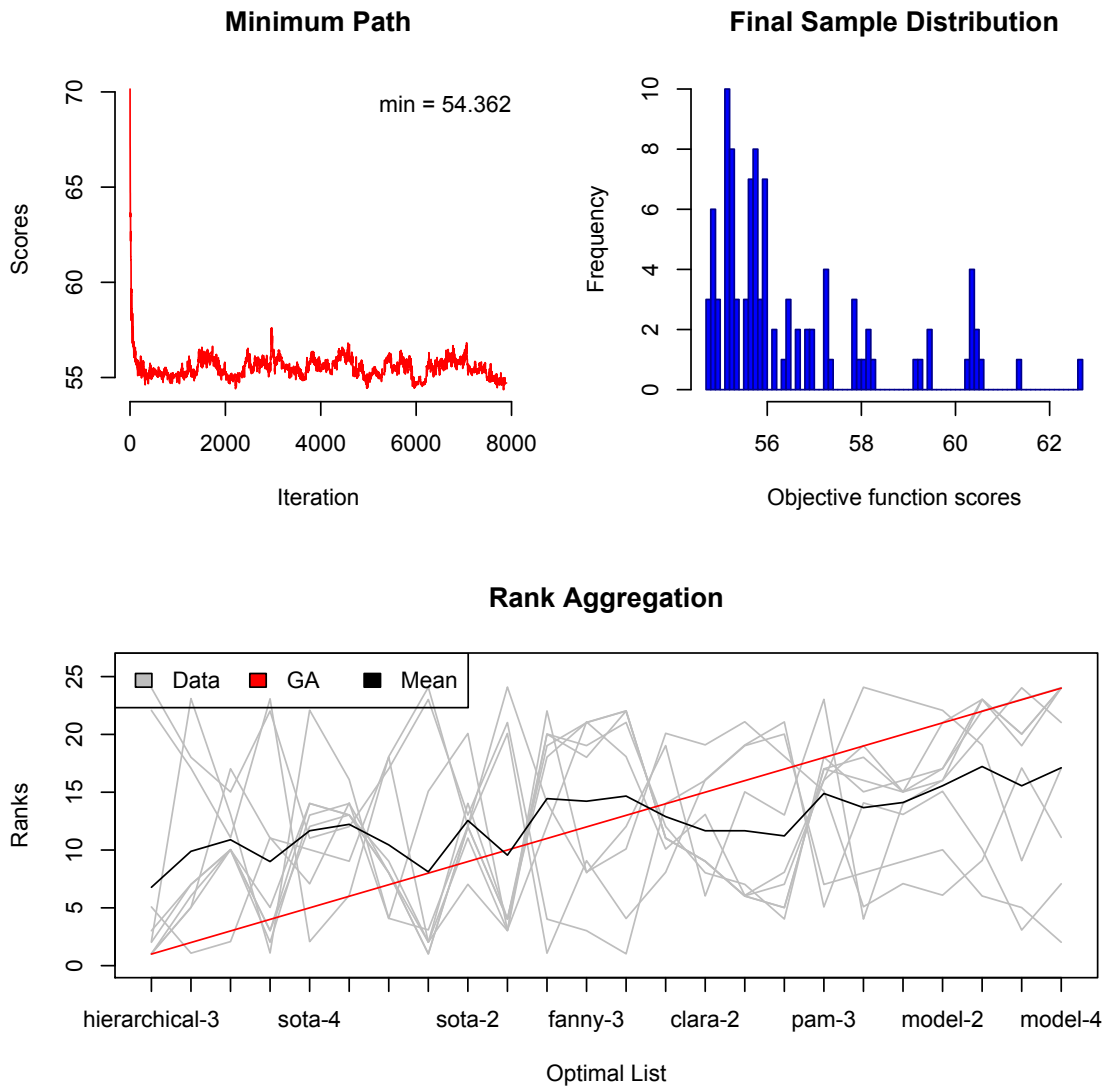 Minimum Path
min = 54.362
Scores
70
65
60
55
0 2000 4000 6000 8000
Iteration
Final Sample Distribution
Frequency
10
8
6
4
2
0
56 58 60 62
Objective function scores
Rank Aggregation
Data GA Mean
Ranks
25
20
15
10
5
0
hierarchical-3 sota-4 sota-2 fanny-3 clara-2 pam-3 model-2 model-4
Optimal List